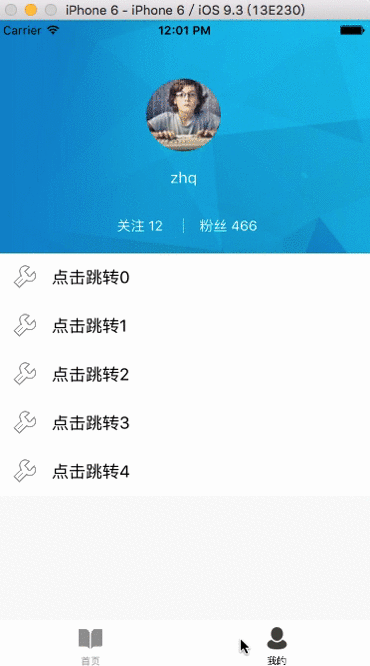 iPhone 6 - iPhone 6 / iOS 9.3 (13E230)
Carrier 12:01 PM
zhq
关注 12 粉丝 466
点击跳转0
点击跳转1
点击跳转2
点击跳转3
点击跳转4
首页 我的